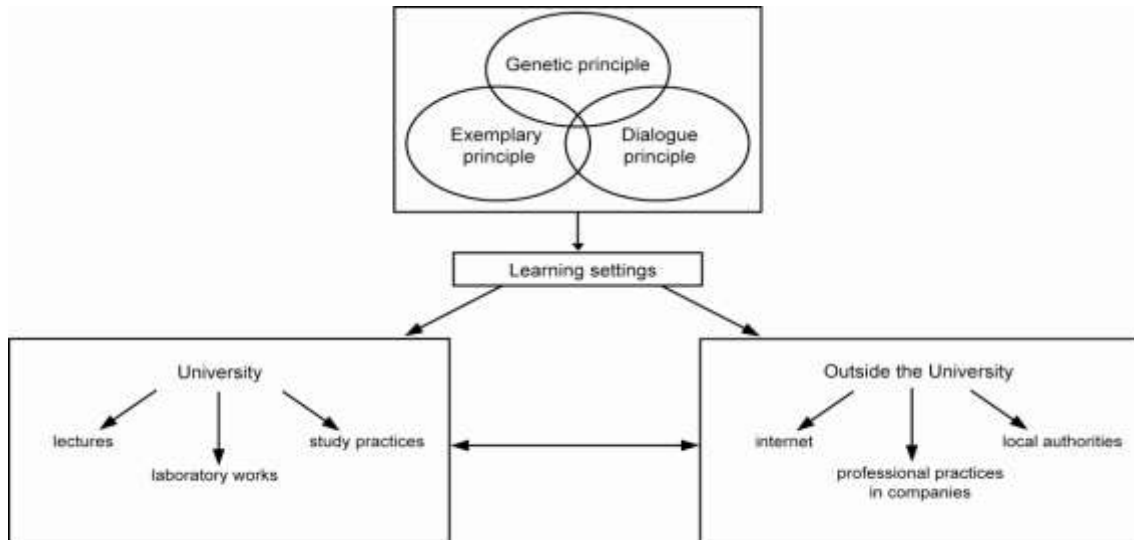 Genetic principle
Exemplary
principle
Dialogue
principle
Learning settings
University
lectures
laboratory works
study practices
Outside the University
internet
professional practices
in companies
local authorities